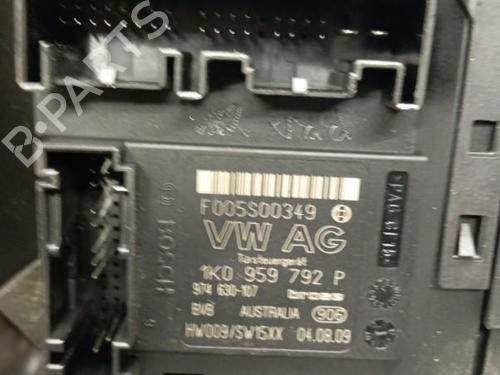 B-PARTS
F005S00349
VW AG
Türsteuergerät
1K0 959 792 P
974 630-107 brose
BVB AUSTRALIA 905
HW009/SW15XX 04.08.09
BOSCH